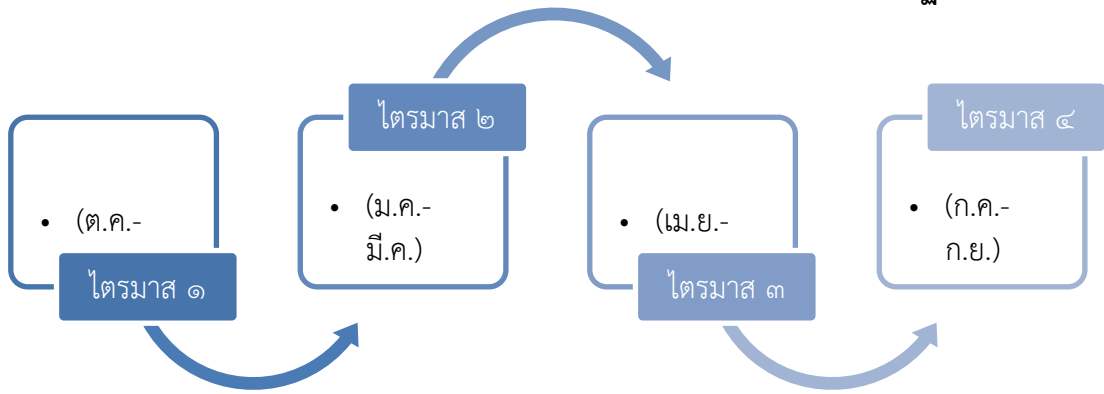 • (ต.ค.-
ไตรมาส ๑
ไตรมาส ๒
• (ม.ค.-
มี.ค.)
• (เม.ย.-
ไตรมาส ๓
ไตรมาส ๔
• (ก.ค.-
ก.ย.)